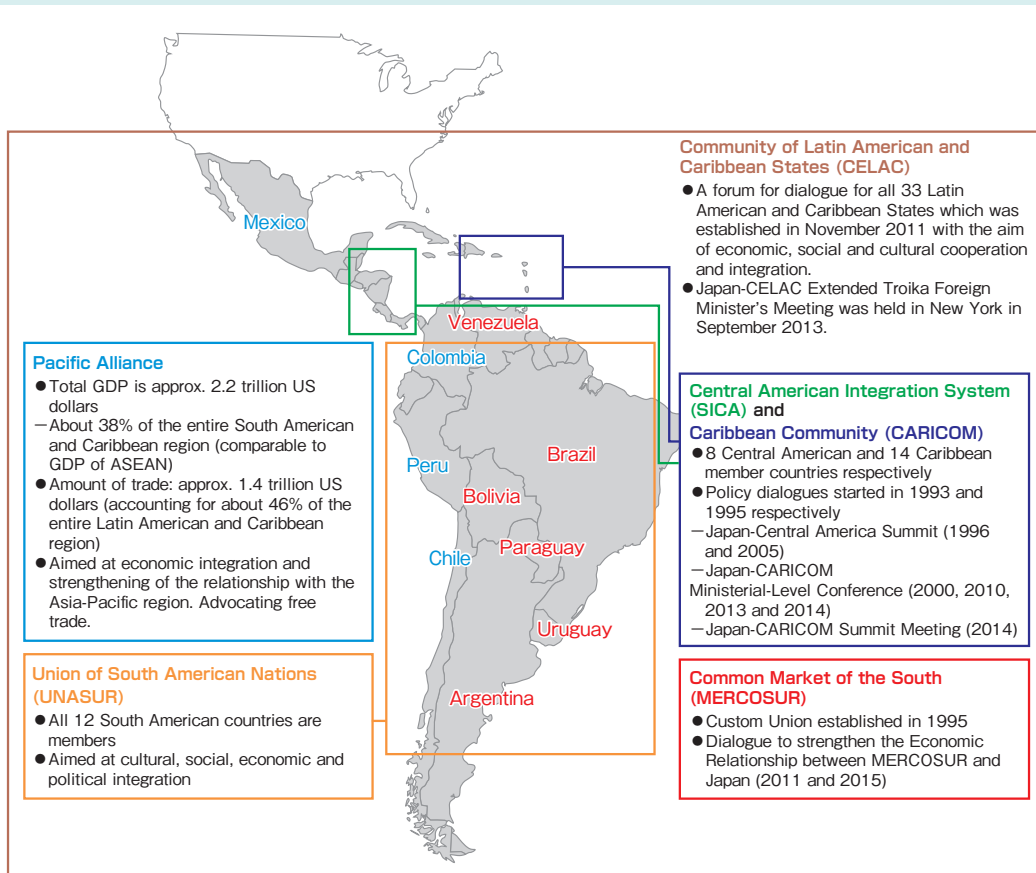 Community of Latin American and
Caribbean States (CELAC)
●A forum for dialogue for all 33 Latin
American and Caribbean States which was
established in November 2011 with the aim
of economic, social and cultural cooperation
and integration.
●Japan-CELAC Extended Troika Foreign
Minister's Meeting was held in New York in
September 2013.
Mexico
Venezuela
Colombia
Peru
Brazil
Bolivia
Paraguay
Chile
Uruguay
Argentina
Pacific Alliance
●Total GDP is approx. 2.2 trillion US
dollars
—About 38% of the entire South American
and Caribbean region (comparable to
GDP of ASEAN)
●Amount of trade: approx. 1.4 trillion US
dollars (accounting for about 46% of the
entire Latin American and Caribbean
region)
●Aimed at economic integration and
strengthening of the relationship with the
Asia-Pacific region. Advocating free
trade.
Central American Integration System
(SICA) and
Caribbean Community (CARICOM)
●8 Central American and 14 Caribbean
member countries respectively
●Policy dialogues started in 1993 and
1995 respectively
—Japan-Central America Summit (1996
and 2005)
—Japan-CARICOM
Ministerial-Level Conference (2000, 2010,
2013 and 2014)
—Japan-CARICOM Summit Meeting (2014)
Union of South American Nations
(UNASUR)
●All 12 South American countries are
members
●Aimed at cultural, social, economic and
political integration
Common Market of the South
(MERCOSUR)
●Custom Union established in 1995
●Dialogue to strengthen the Economic
Relationship between MERCOSUR and
Japan (2011 and 2015)